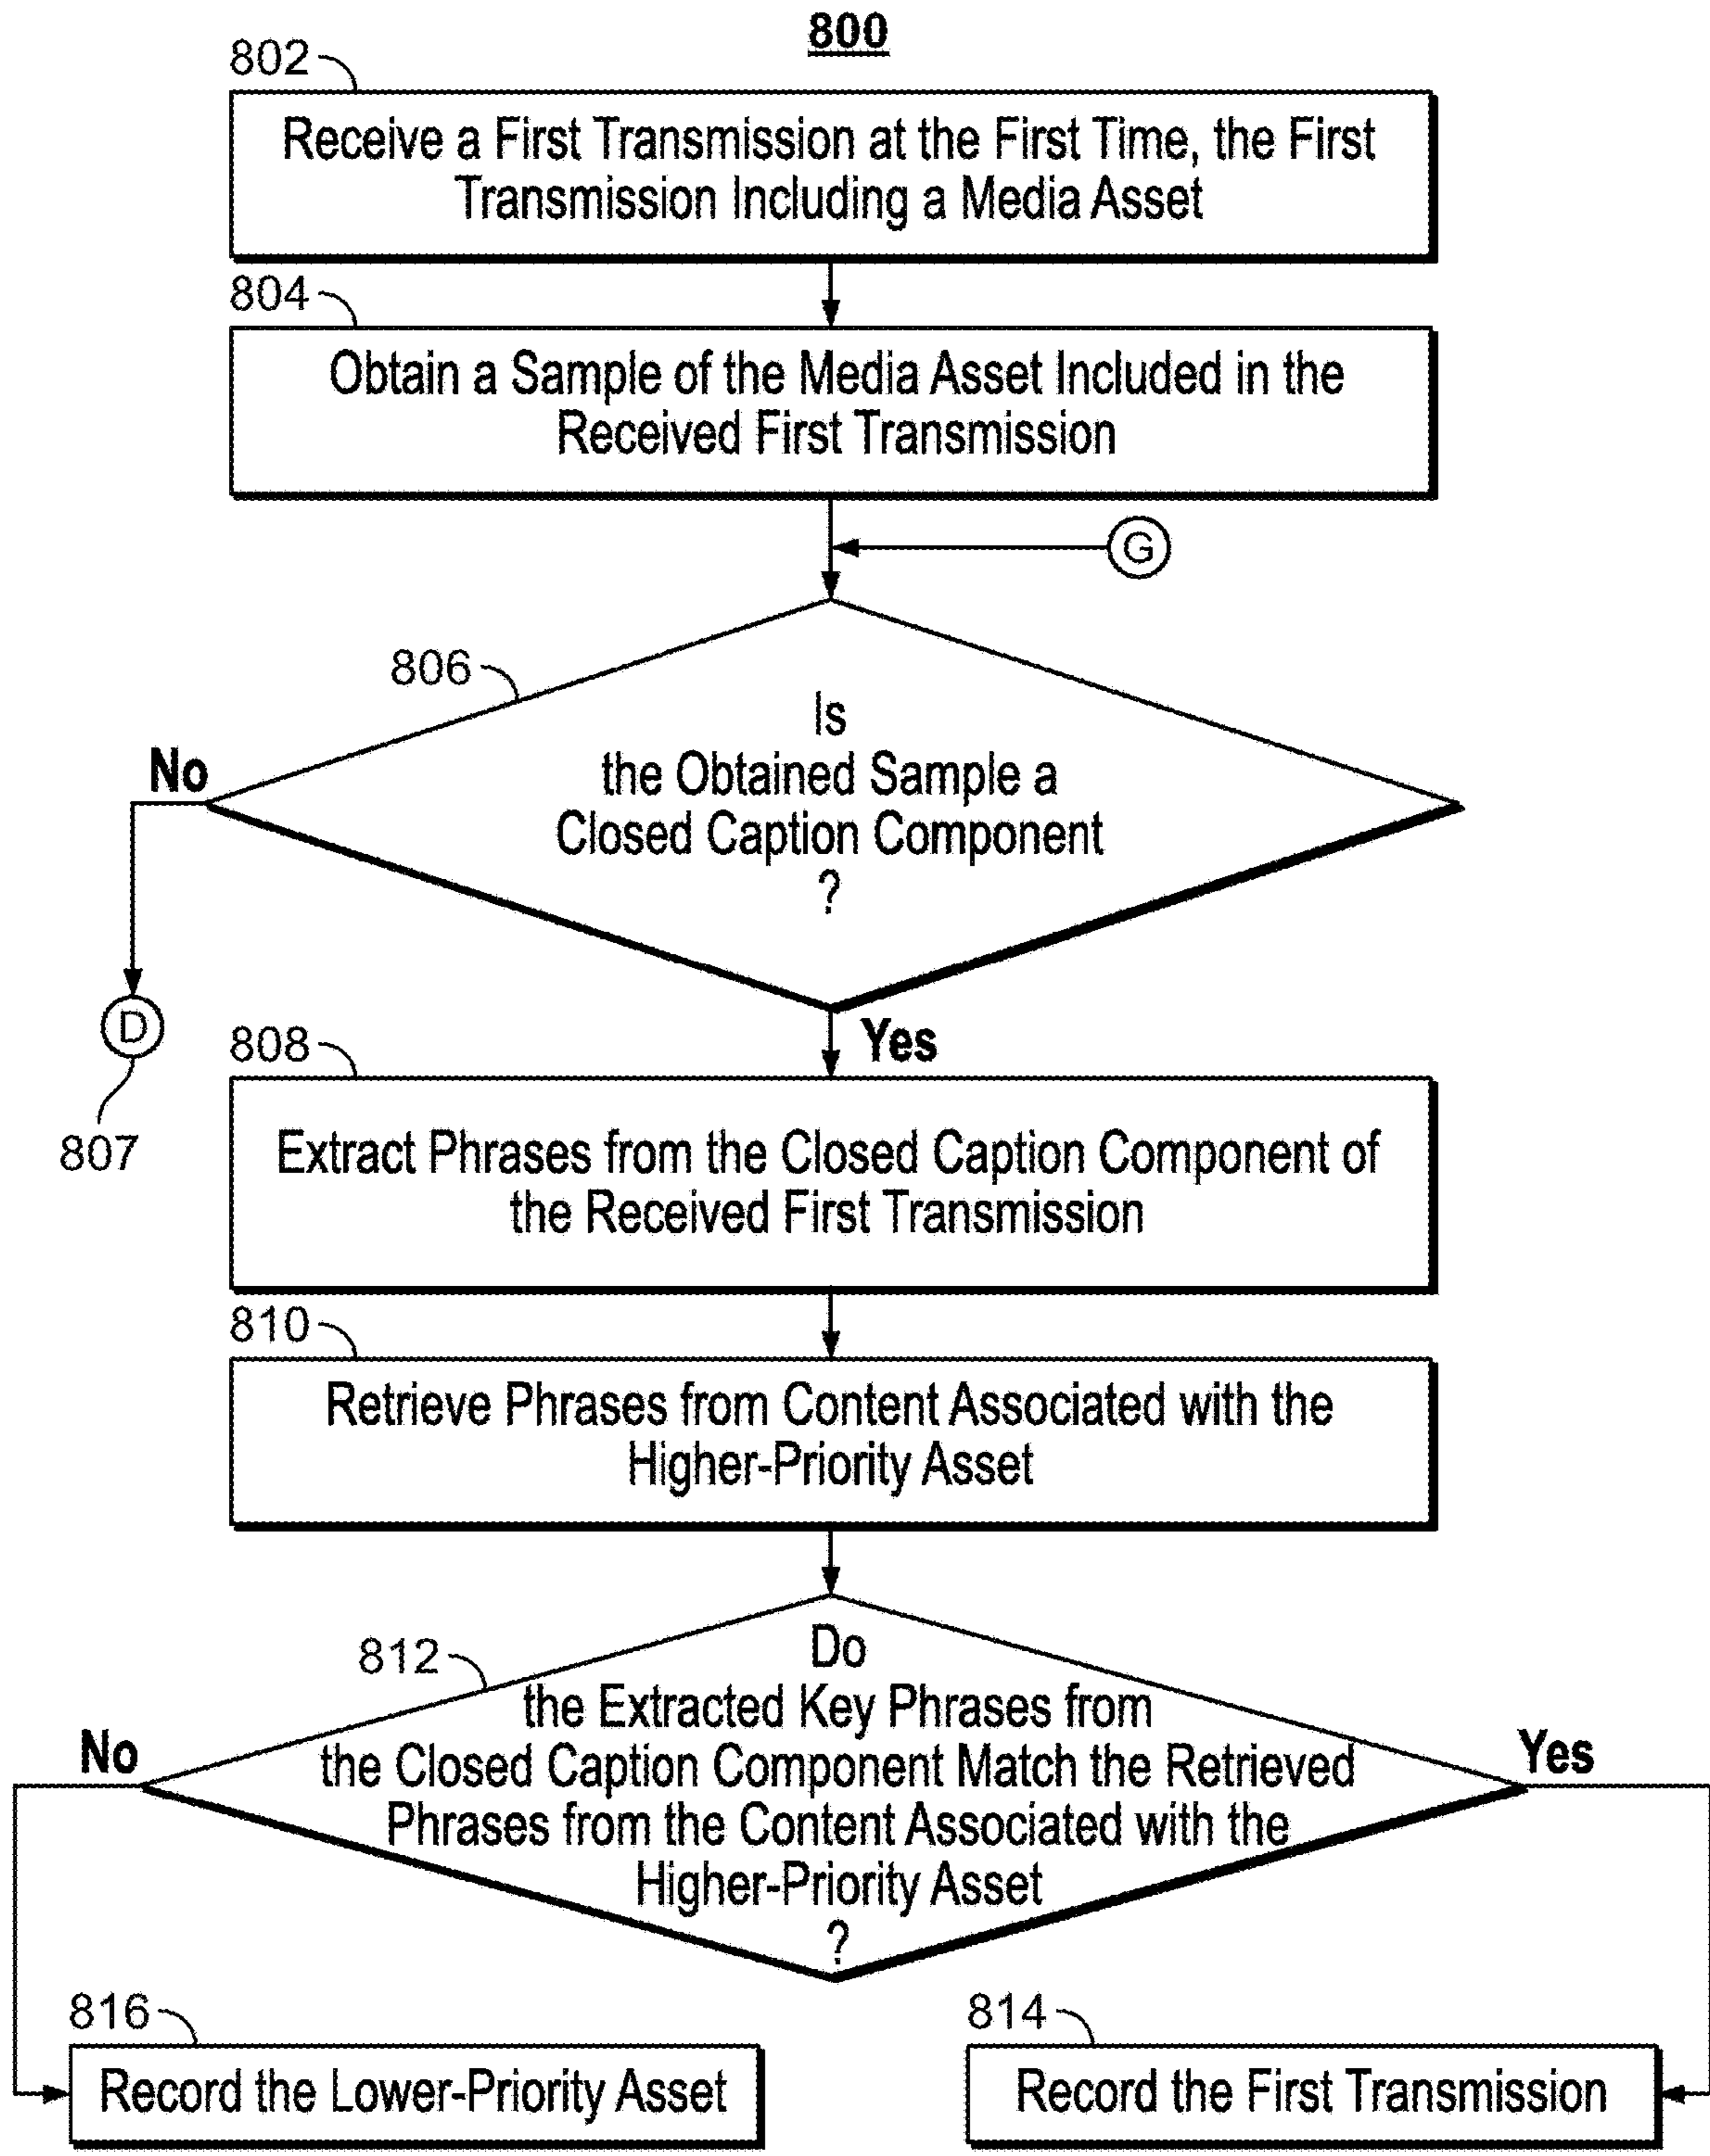 800
802
Receive a First Transmission at the First Time, the First
Transmission Including a Media Asset
804
Obtain a Sample of the Media Asset Included in the
Received First Transmission
G
806
Is
the Obtained Sample a
Closed Caption Component
?
No
D
807
Yes
808
Extract Phrases from the Closed Caption Component of
the Received First Transmission
810
Retrieve Phrases from Content Associated with the
Higher-Priority Asset
812
Do
the Extracted Key Phrases from
the Closed Caption Component Match the Retrieved
Phrases from the Content Associated with the
Higher-Priority Asset
?
No
Yes
816
Record the Lower-Priority Asset
814
Record the First Transmission